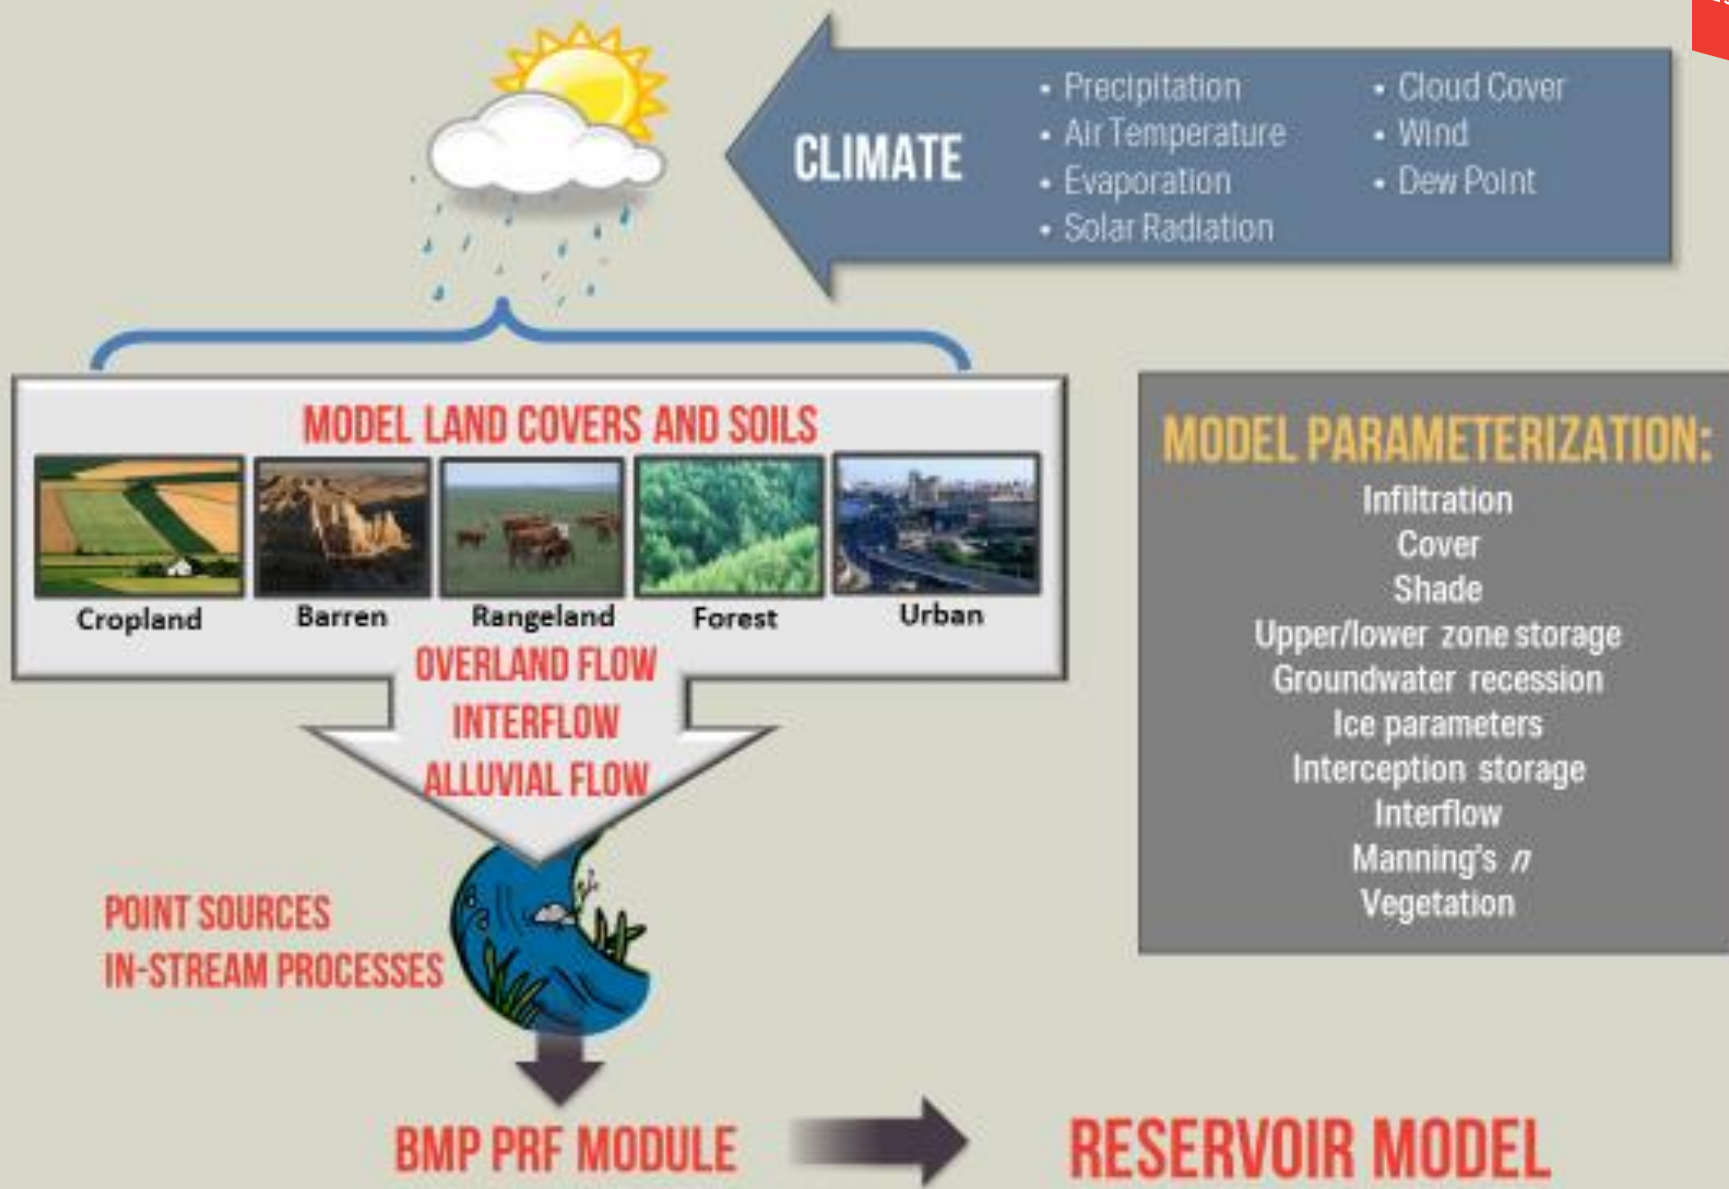 CLIMATE
• Precipitation
• Air Temperature
• Evaporation
• Solar Radiation
• Cloud Cover
• Wind
• Dew Point
MODEL LAND COVERS AND SOILS
Cropland
Barren
Rangeland
Forest
Urban
OVERLAND FLOW
INTERFLOW
ALLUVIAL FLOW
MODEL PARAMETERIZATION:
Infiltration
Cover
Shade
Upper/lower zone storage
Groundwater recession
Ice parameters
Interception storage
Interflow
Manning's n
Vegetation
POINT SOURCES
IN-STREAM PROCESSES
BMP PRF MODULE
RESERVOIR MODEL